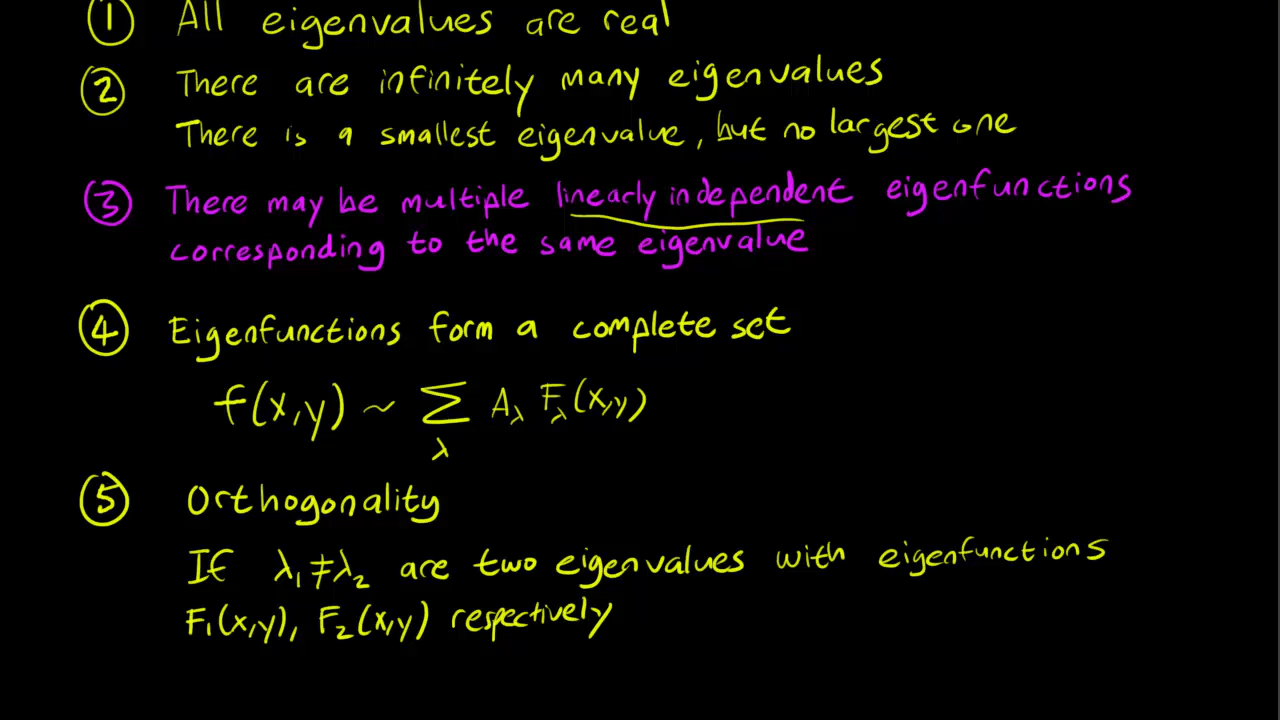 ① All eigenvalues are real
② There are infinitely many eigenvalues
There is a smallest eigenvalue, but no largest one
③ There may be multiple linearly independent eigenfunctions
corresponding to the same eigenvalue
④ Eigenfunctions form a complete set
f(x,y) ~ ∑ A_λ F_λ(x,y)
λ
⑤ Orthogonality
If λ₁ ≠ λ₂ are two eigenvalues with eigenfunctions
F₁(x,y), F₂(x,y) respectively